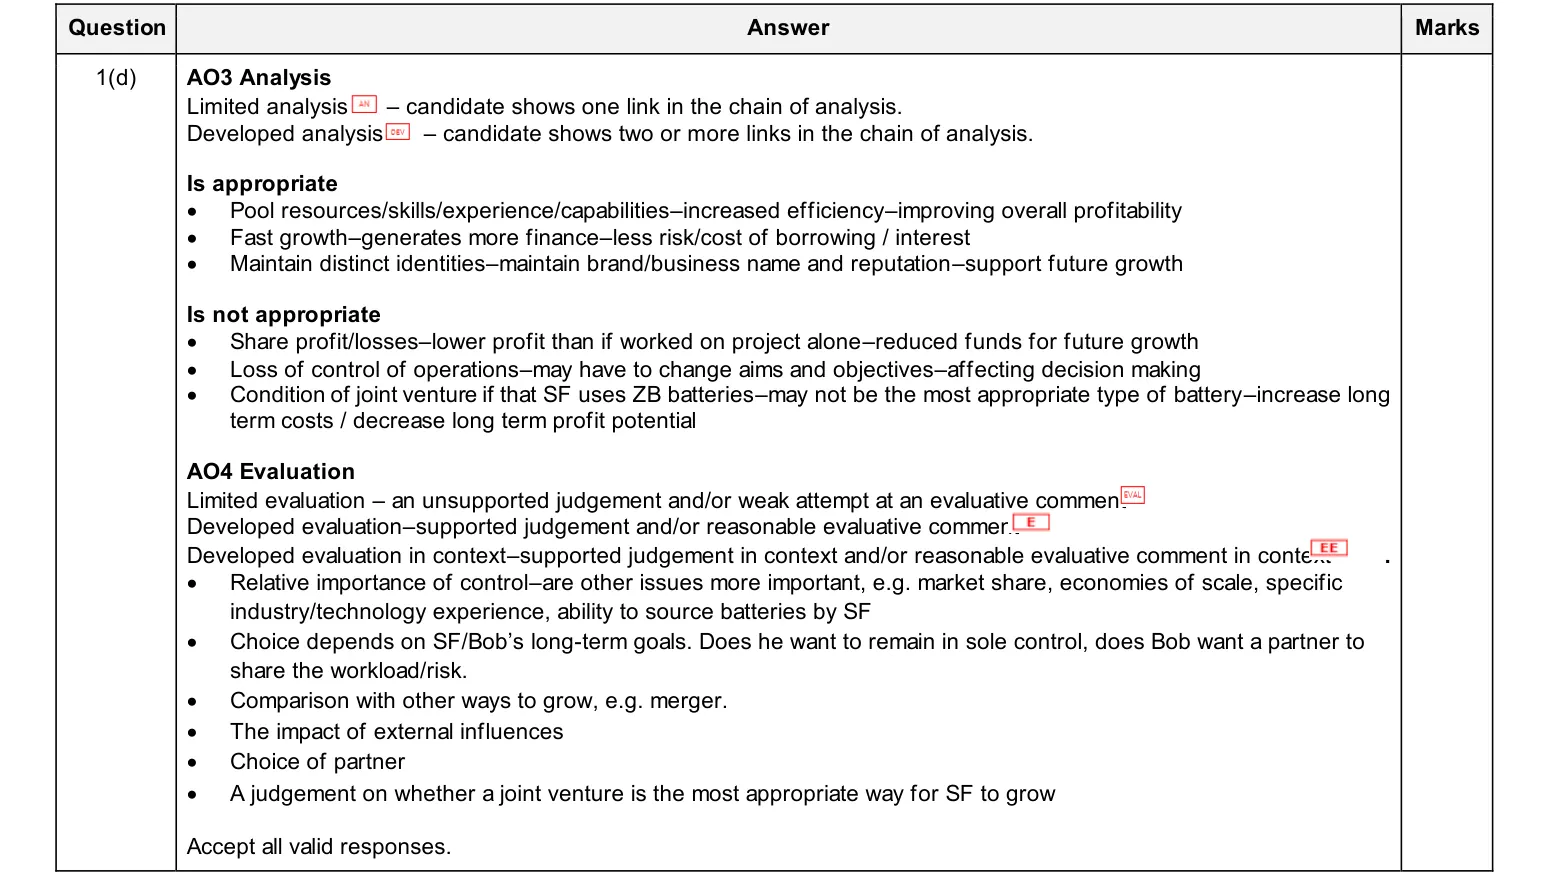 Question Answer Marks
1(d)
AO3 Analysis
Limited analysis AN – candidate shows one link in the chain of analysis.
Developed analysis DEV – candidate shows two or more links in the chain of analysis.
Is appropriate
• Pool resources/skills/experience/capabilities–increased efficiency–improving overall profitability
• Fast growth–generates more finance–less risk/cost of borrowing / interest
• Maintain distinct identities–maintain brand/business name and reputation–support future growth
Is not appropriate
• Share profit/losses–lower profit than if worked on project alone–reduced funds for future growth
• Loss of control of operations–may have to change aims and objectives–affecting decision making
• Condition of joint venture if that SF uses ZB batteries–may not be the most appropriate type of battery–increase long
term costs / decrease long term profit potential
AO4 Evaluation
Limited evaluation – an unsupported judgement and/or weak attempt at an evaluative commen EVAL
Developed evaluation–supported judgement and/or reasonable evaluative commen E
Developed evaluation in context–supported judgement in context and/or reasonable evaluative comment in context EE .
• Relative importance of control–are other issues more important, e.g. market share, economies of scale, specific
industry/technology experience, ability to source batteries by SF
• Choice depends on SF/Bob’s long-term goals. Does he want to remain in sole control, does Bob want a partner to
share the workload/risk.
• Comparison with other ways to grow, e.g. merger.
• The impact of external influences
• Choice of partner
• A judgement on whether a joint venture is the most appropriate way for SF to grow
Accept all valid responses.